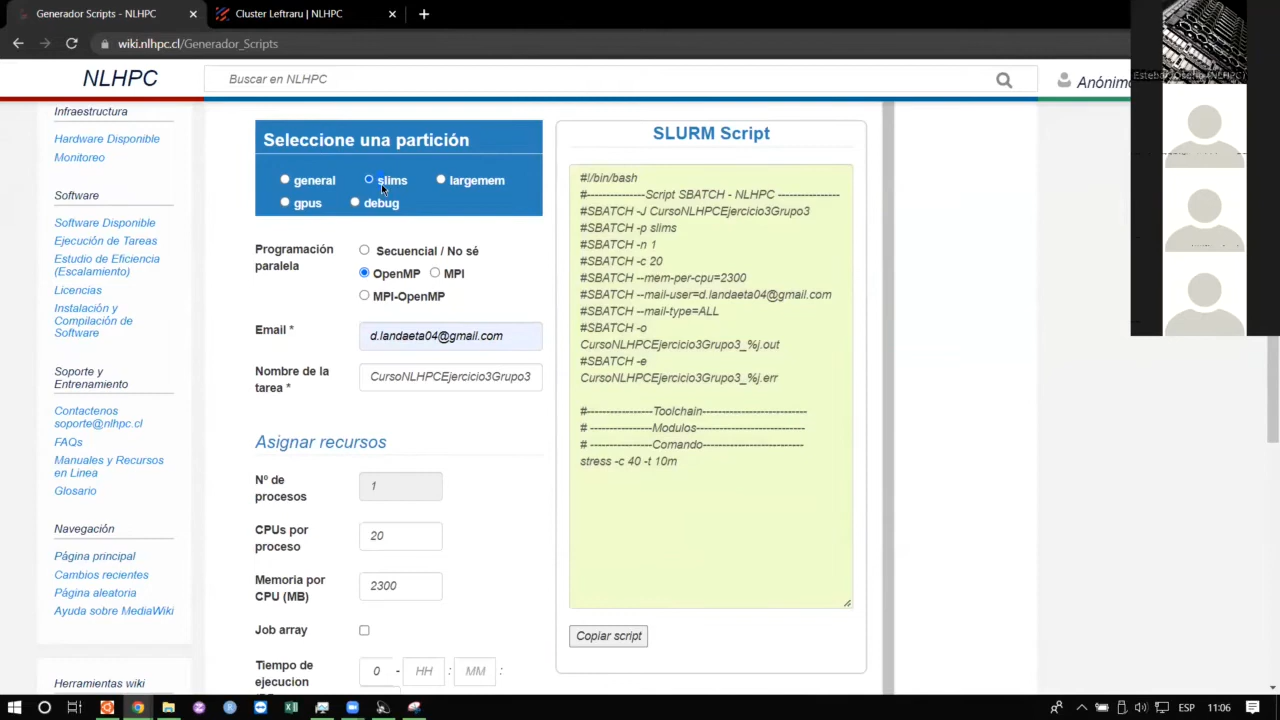 Generador Scripts - NLHPC
Cluster Leftraru | NLHPC
wiki.nlhpc.cl/Generador_Scripts
NLHPC
Buscar en NLHPC
Anónimo
Infraestructura
Hardware Disponible
Monitoreo
Software
Software Disponible
Ejecución de Tareas
Estudio de Eficiencia
(Escalamiento)
Licencias
Instalación y
Compilación de
Software
Soporte y
Entrenamiento
Contactenos
soporte@nlhpc.cl
FAQs
Manuales y Recursos
en Linea
Glosario
Navegación
Página principal
Cambios recientes
Página aleatoria
Ayuda sobre MediaWiki
Herramientas wiki
Seleccione una partición
general slims largemem
gpus debug
Programación
paralela
Secuencial / No sé
OpenMP MPI
MPI-OpenMP
Email *
d.landaeta04@gmail.com
Nombre de la
tarea *
CursoNLHPCEjercicio3Grupo3
Asignar recursos
Nº de
procesos
1
CPUs por
proceso
20
Memoria por
CPU (MB)
2300
Job array
Tiempo de
ejecucion
0 - HH : MM :
SLURM Script
#!/bin/bash
#---------------Script SBATCH - NLHPC ----------------
#SBATCH -J CursoNLHPCEjercicio3Grupo3
#SBATCH -p slims
#SBATCH -n 1
#SBATCH -c 20
#SBATCH --mem-per-cpu=2300
#SBATCH --mail-user=d.landaeta04@gmail.com
#SBATCH --mail-type=ALL
#SBATCH -o
CursoNLHPCEjercicio3Grupo3_%j.out
#SBATCH -e
CursoNLHPCEjercicio3Grupo3_%j.err
#-----------------Toolchain---------------------------
# ----------------Modulos----------------------------
# ----------------Comando--------------------------
stress -c 40 -t 10m
Copiar script
ESP 11:06